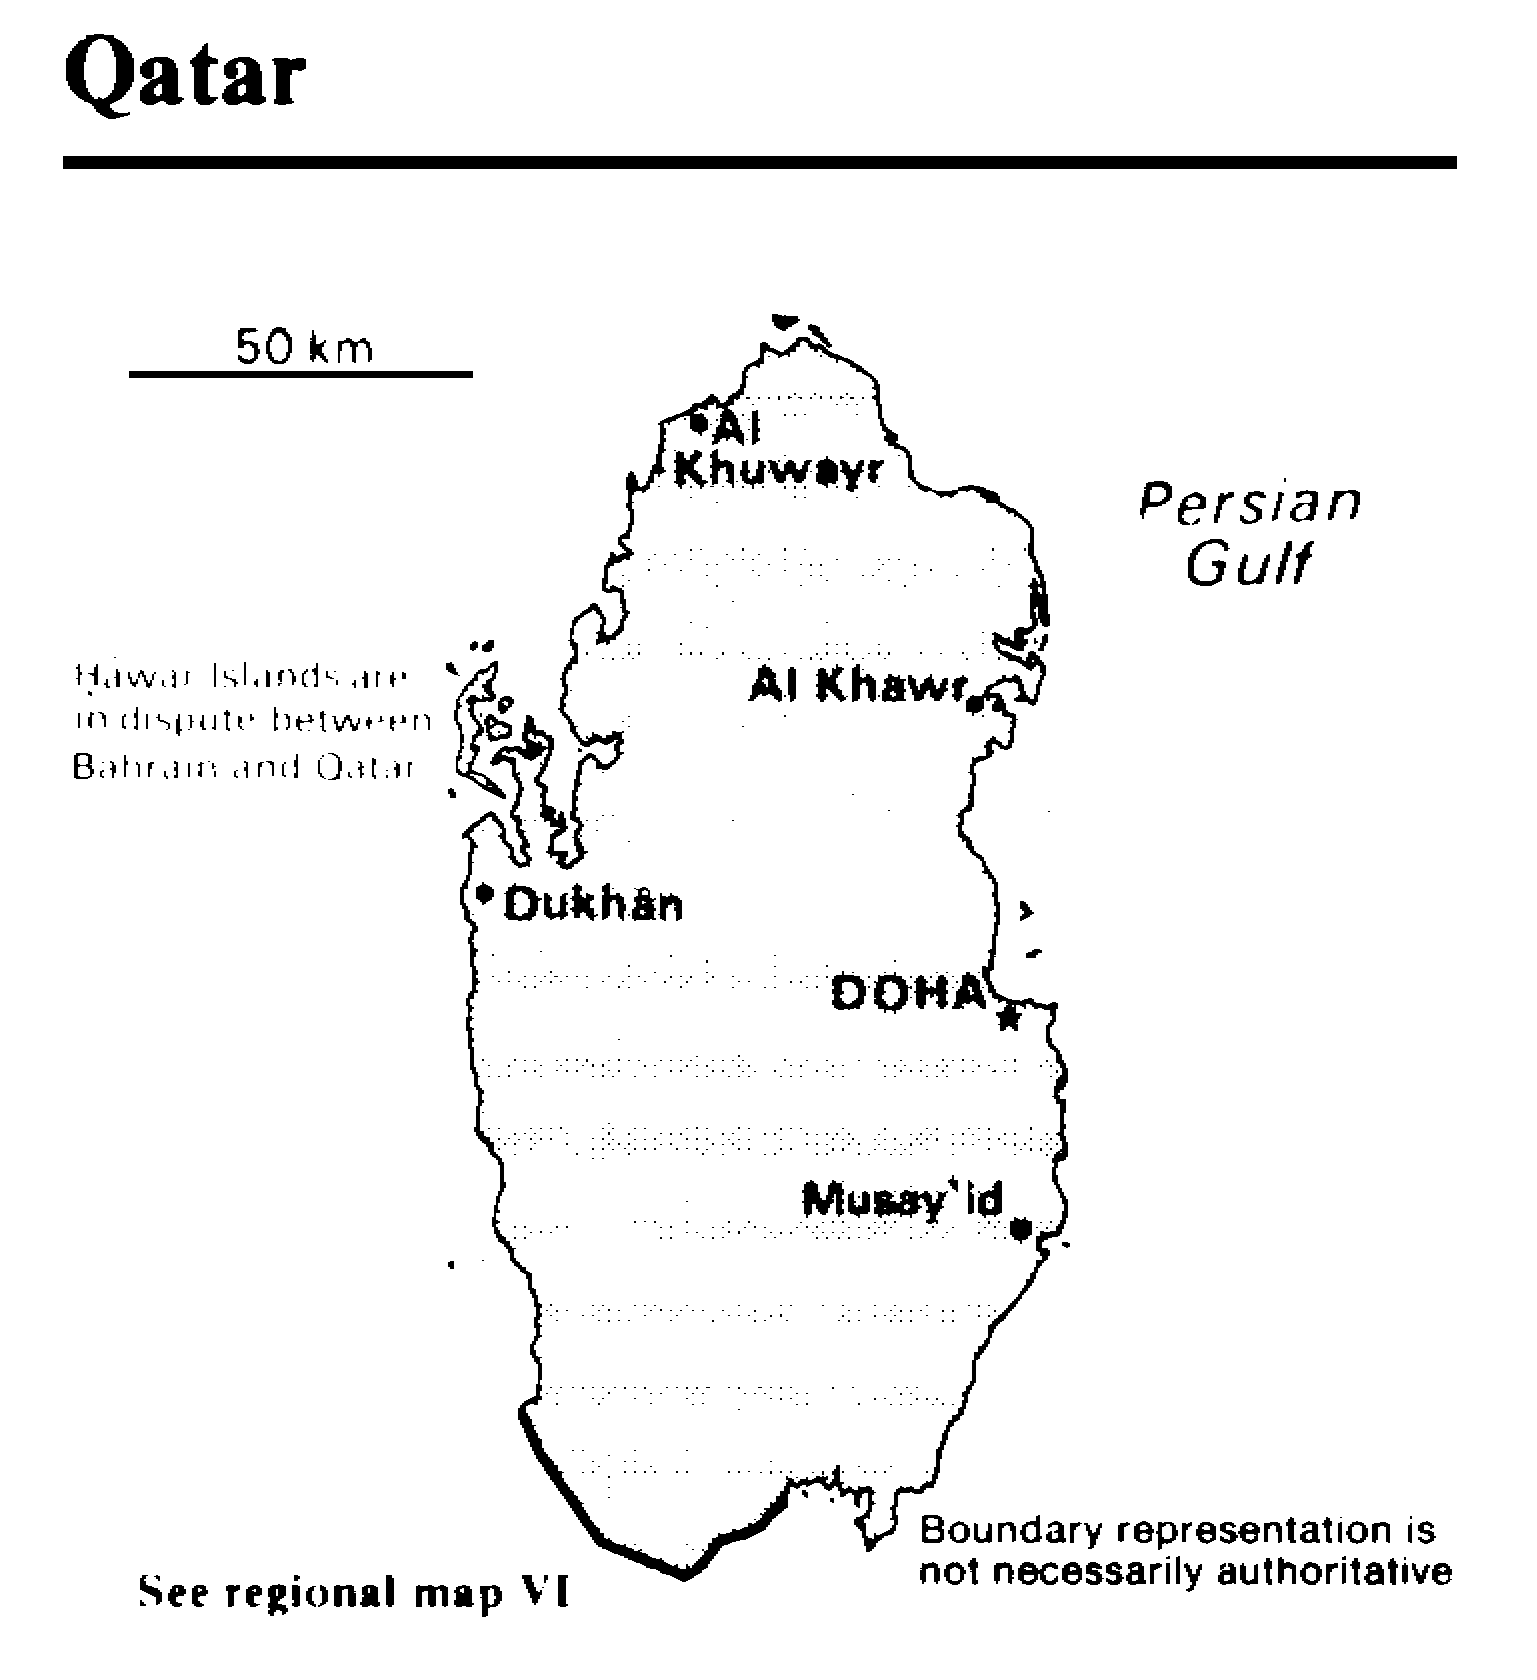 Qatar
50 km
Al
Khuwayr
Persian
Gulf
Hawar Islands are
in dispute between
Bahrain and Qatar
Al Khawr
Dukhān
DOHA
Musay'id
Boundary representation is
not necessarily authoritative
See regional map VI